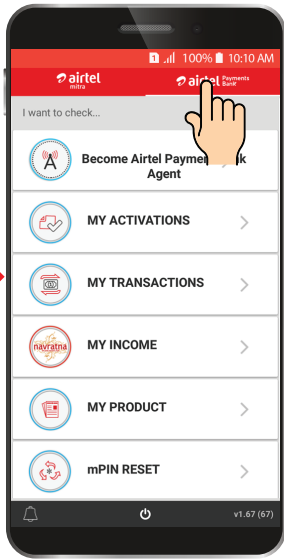 1 100% 10:10 AM
airtel mitra
airtel Payments Bank
I want to check...
Become Airtel Payment
Agent
MY ACTIVATIONS
MY TRANSACTIONS
navratna
MY INCOME
MY PRODUCT
mPIN RESET
v1.67 (67)